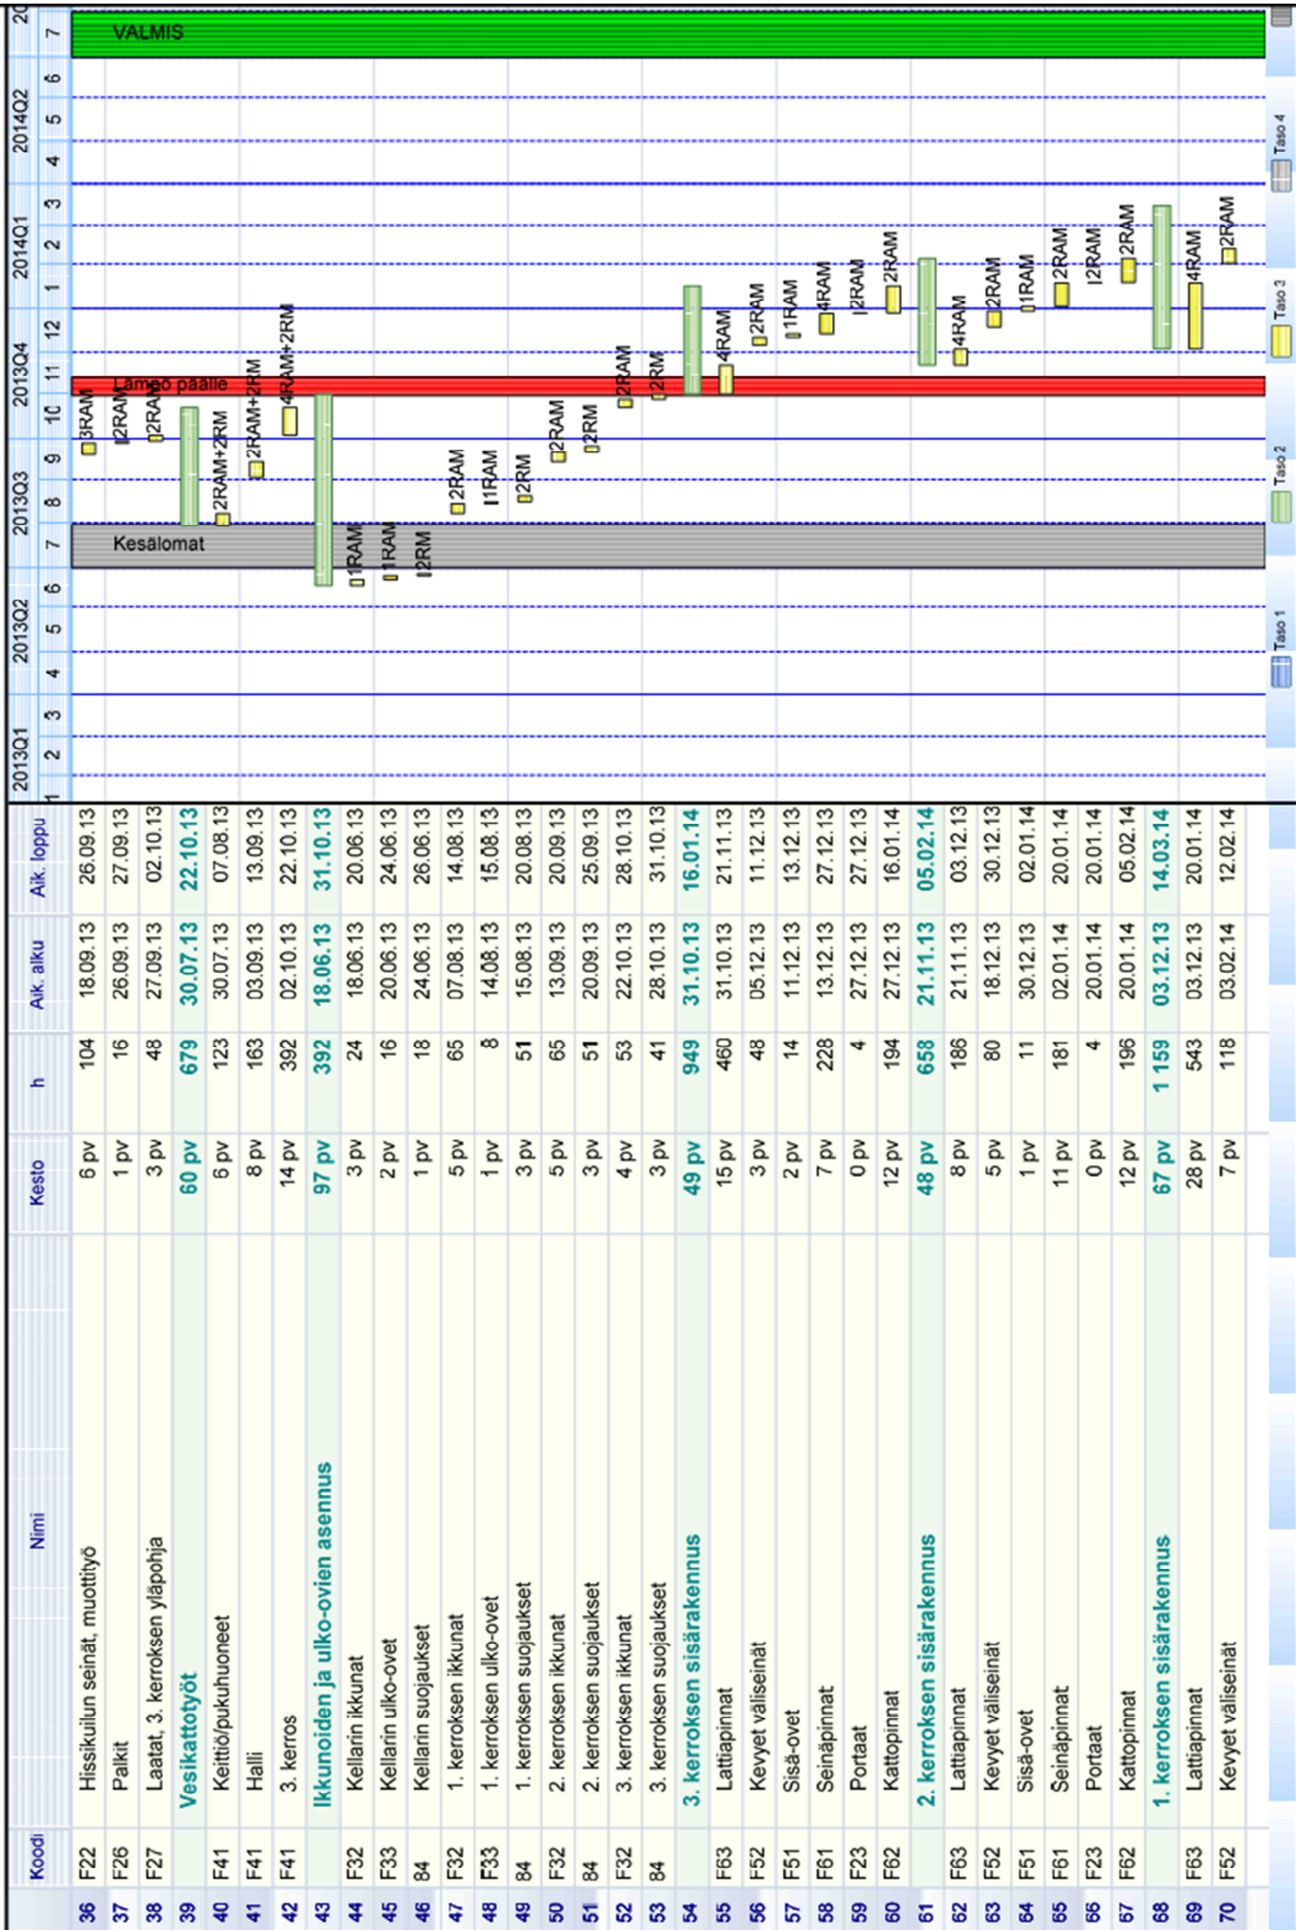 Koodi Nimi Kesto h Aik. alku Aik. loppu 2013Q1 2013Q2 2013Q3 2013Q4 2014Q1 2014Q2 20
1 2 3 4 5 6 7 8 9 10 11 12 1 2 3 4 5 6 7
36 F22 Hissikuilun seinät, muottityö 6 pv 104 18.09.13 26.09.13 3RAM
37 F26 Palkit 1 pv 16 26.09.13 27.09.13 2RAM
38 F27 Laatat, 3. kerroksen yläpohja 3 pv 48 27.09.13 02.10.13 2RAM
Kesälomat Lämpö päälle VALMIS
39 Vesikattotyöt 60 pv 679 30.07.13 22.10.13
40 F41 Keittiö/pukuhuoneet 6 pv 123 30.07.13 07.08.13 2RAM+2RM
41 F41 Halli 8 pv 163 03.09.13 13.09.13 2RAM+2RM
42 F41 3. kerros 14 pv 392 02.10.13 22.10.13 4RAM+2RM
43 Ikkunoiden ja ulko-ovien asennus 97 pv 392 18.06.13 31.10.13
44 F32 Kellarin ikkunat 3 pv 24 18.06.13 20.06.13 1RAM
45 F33 Kellarin ulko-ovet 2 pv 16 20.06.13 24.06.13 1RAM
46 84 Kellarin suojaukset 1 pv 18 24.06.13 26.06.13 2RM
47 F32 1. kerroksen ikkunat 5 pv 65 07.08.13 14.08.13 2RAM
48 F33 1. kerroksen ulko-ovet 1 pv 8 14.08.13 15.08.13 1RAM
49 84 1. kerroksen suojaukset 3 pv 51 15.08.13 20.08.13 2RM
50 F32 2. kerroksen ikkunat 5 pv 65 13.09.13 20.09.13 2RAM
51 84 2. kerroksen suojaukset 3 pv 51 20.09.13 25.09.13 2RM
52 F32 3. kerroksen ikkunat 4 pv 53 22.10.13 28.10.13 2RAM
53 84 3. kerroksen suojaukset 3 pv 41 28.10.13 31.10.13 2RM
54 3. kerroksen sisärakennus 49 pv 949 31.10.13 16.01.14
55 F63 Lattiapinnat 15 pv 460 31.10.13 21.11.13 4RAM
56 F52 Kevyet väliseinät 3 pv 48 05.12.13 11.12.13 2RAM
57 F51 Sisä-ovet 2 pv 14 11.12.13 13.12.13 1RAM
58 F61 Seinäpinnat 7 pv 228 13.12.13 27.12.13 4RAM
59 F23 Portaat 0 pv 4 27.12.13 27.12.13 2RAM
60 F62 Kattopinnat 12 pv 194 27.12.13 16.01.14 2RAM
61 2. kerroksen sisärakennus 48 pv 658 21.11.13 05.02.14
62 F63 Lattiapinnat 8 pv 186 21.11.13 03.12.13 4RAM
63 F52 Kevyet väliseinät 5 pv 80 18.12.13 30.12.13 2RAM
64 F51 Sisä-ovet 1 pv 11 30.12.13 02.01.14 1RAM
65 F61 Seinäpinnat 11 pv 181 02.01.14 20.01.14 2RAM
66 F23 Portaat 0 pv 4 20.01.14 20.01.14 2RAM
67 F62 Kattopinnat 12 pv 196 20.01.14 05.02.14 2RAM
68 1. kerroksen sisärakennus 67 pv 1 159 03.12.13 14.03.14
69 F63 Lattiapinnat 28 pv 543 03.12.13 20.01.14 4RAM
70 F52 Kevyet väliseinät 7 pv 118 03.02.14 12.02.14 2RAM
Taso 1 Taso 2 Taso 3 Taso 4